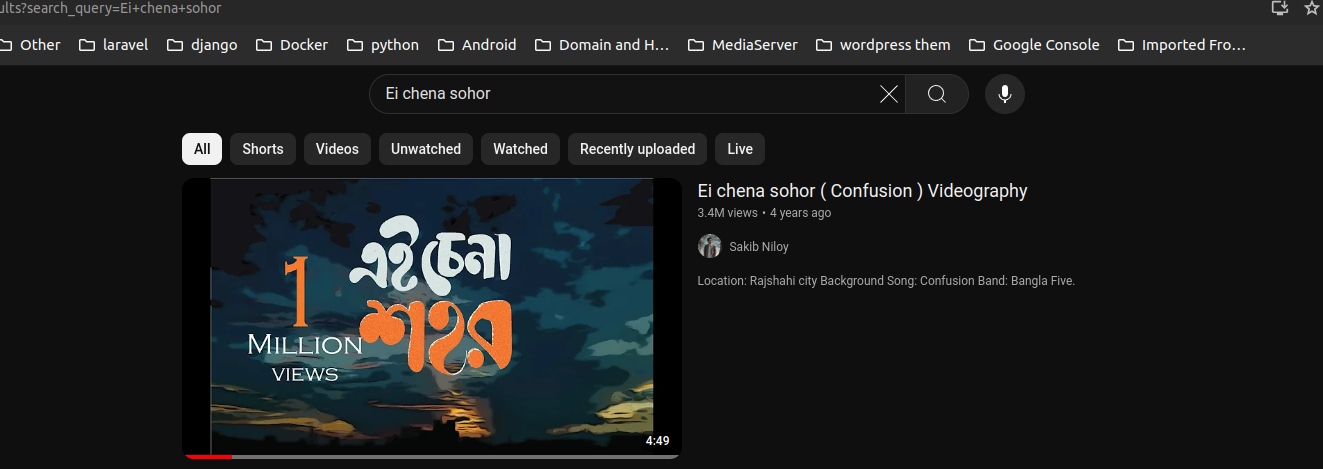 ults?search_query=Ei+chena+sohor
Other laravel django Docker python Android Domain and H… MediaServer wordpress them Google Console Imported Fro…
Ei chena sohor
All Shorts Videos Unwatched Watched Recently uploaded Live
এই চেনা
শহর
1
MILLION
VIEWS
4:49
Ei chena sohor ( Confusion ) Videography
3.4M views • 4 years ago
Sakib Niloy
Location: Rajshahi city Background Song: Confusion Band: Bangla Five.